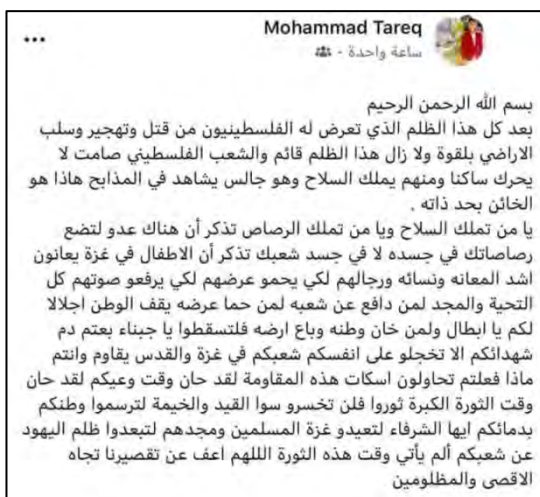 Mohammad Tareq
ساعة واحدة ·
بسم الله الرحمن الرحيم
بعد كل هذا الظلم الذي تعرض له الفلسطينيون من قتل وتهجير وسلب
الاراضي بلقوة ولا زال هذا الظلم قائم والشعب الفلسطيني صامت لا
يحرك ساكنا ومنهم يملك السلاح وهو جالس يشاهد في المذابح هاذا هو
الخائن بحد ذاته .
يا من تملك السلاح ويا من تملك الرصاص تذكر أن هناك عدو لتضع
رصاصاتك في جسده لا في جسد شعبك تذكر أن الاطفال في غزة يعانون
اشد المعانه ونسائه ورجالهم لكي يحمو عرضهم لكي يرفعو صوتهم كل
التحية والمجد لمن دافع عن شعبه لمن حما عرضه يقف الوطن اجلالا
لكم يا ابطال ولمن خان وطنه وباع ارضه فلتسقطوا يا جبناء بعتم دم
شهدائكم الا تخجلو على انفسكم شعبكم في غزة والقدس يقاوم وانتم
ماذا فعلتم تحاولون اسكات هذه المقاومة لقد حان وقت وعيكم لقد حان
وقت الثورة الكبرة ثوروا فلن تخسرو سوا القيد والخيمة لترسموا وطنكم
بدمائكم ايها الشرفاء لتعيدو غزة المسلمين ومجدهم لتبعدوا ظلم اليهود
عن شعبكم ألم يأتي وقت هذه الثورة الللهم اعف عن تقصيرنا تجاه
الاقصى والمظلومين